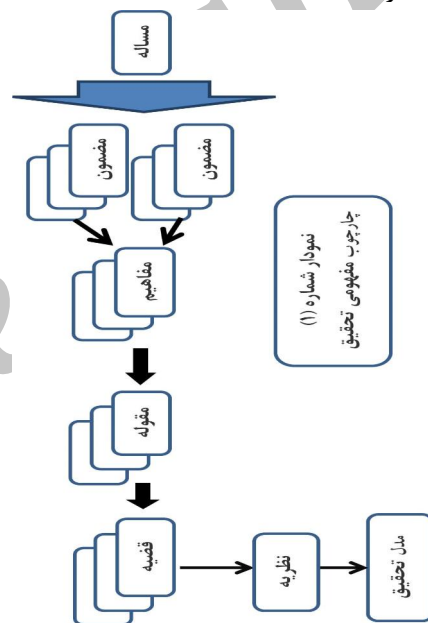 مساله
مضمون
مضمون
مفاهیم
مقوله
قضیه
نظریه
مدل تحقیق
نمودار شماره (۱)
چارچوب مفهومی تحقیق